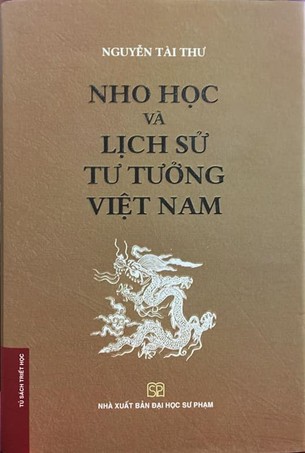 NGUYỄN TÀI THƯ
NHO HỌC
VÀ
LỊCH SỬ
TƯ TƯỞNG
VIỆT NAM
TỦ SÁCH TRIẾT HỌC
NHÀ XUẤT BẢN ĐẠI HỌC SƯ PHẠM